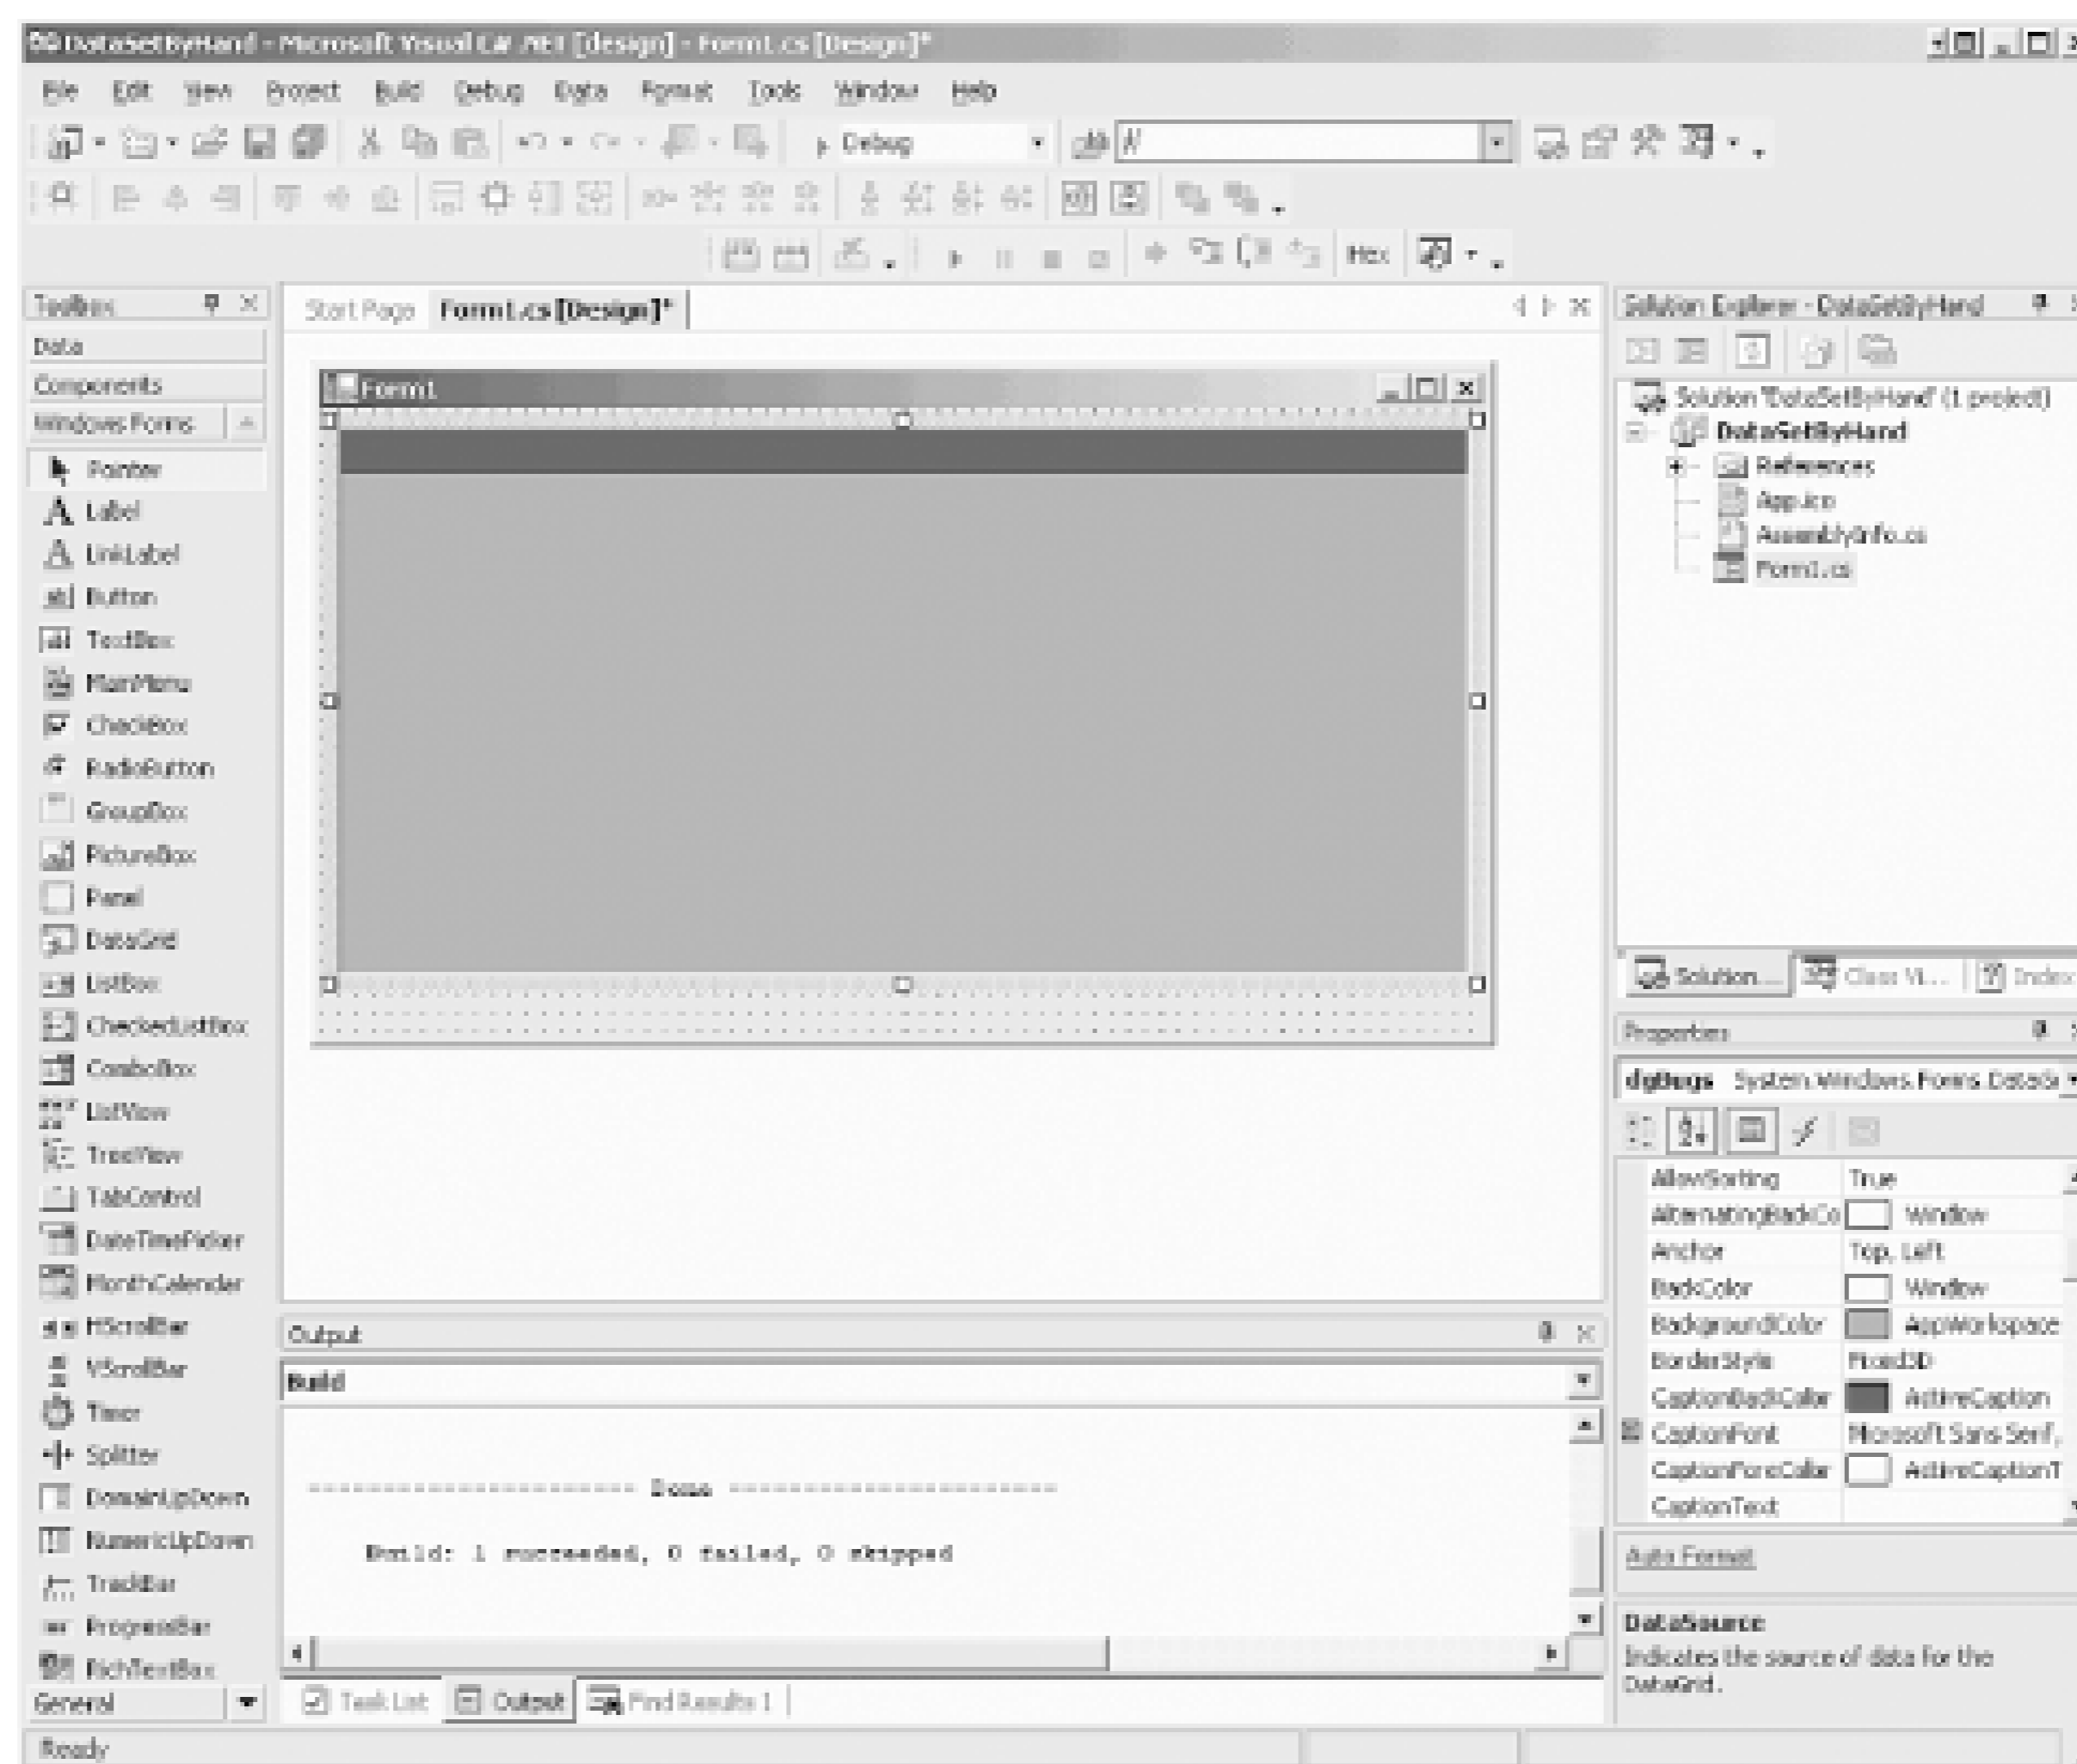 DataSetByHand - Microsoft Visual C# .NET [design] - Form1.cs [Design]*
File Edit View Project Build Debug Data Format Tools Window Help
Debug
Hex
Toolbox
Data
Components
Windows Forms
Pointer
Label
LinkLabel
Button
TextBox
MainMenu
CheckBox
RadioButton
GroupBox
PictureBox
Panel
DataGrid
ListBox
CheckedListBox
ComboBox
ListView
TreeView
TabControl
DateTimePicker
MonthCalendar
HScrollBar
VScrollBar
Timer
Splitter
DomainUpDown
NumericUpDown
TrackBar
ProgressBar
RichTextBox
General
Start Page Form1.cs [Design]*
Form1
Output
Build
---------------------- Done ----------------------
Build: 1 succeeded, 0 failed, 0 skipped
Task List Output Find Results 1
Solution Explorer - DataSetByHand
Solution 'DataSetByHand' (1 project)
DataSetByHand
References
App.ico
AssemblyInfo.cs
Form1.cs
Solution... Class Vi... Index
Properties
dgBugs System.Windows.Forms.DataG
AllowSorting True
AlternatingBackCo Window
Anchor Top, Left
BackColor Window
BackgroundColor AppWorkspace
BorderStyle Fixed3D
CaptionBackColor ActiveCaption
CaptionFont Microsoft Sans Serif,
CaptionForeColor ActiveCaptionT
CaptionText
Auto Format
DataSource
Indicates the source of data for the
DataGrid.
Ready